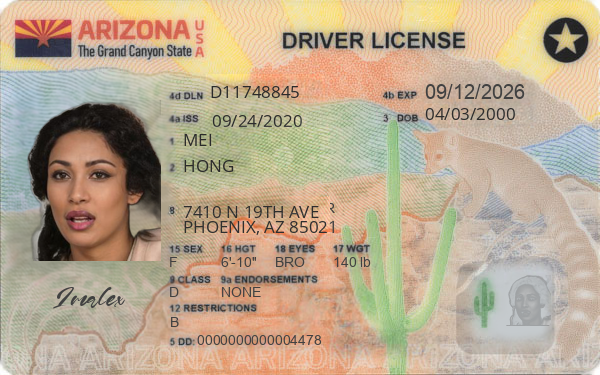 ARIZONA USA
The Grand Canyon State
DRIVER LICENSE
4d DLN D11748845
4b EXP 09/12/2026
4a ISS 09/24/2020
3 DOB 04/03/2000
1 MEI
2 HONG
8 7410 N 19TH AVE
PHOENIX, AZ 85021
15 SEX 16 HGT 18 EYES 17 WGT
F 6'-10" BRO 140 lb
9 CLASS 9a ENDORSEMENTS
D NONE
12 RESTRICTIONS
B
Inalex
5 DD: 0000000000004478
ARIZONA ARIZONA ARIZONA ARIZONA